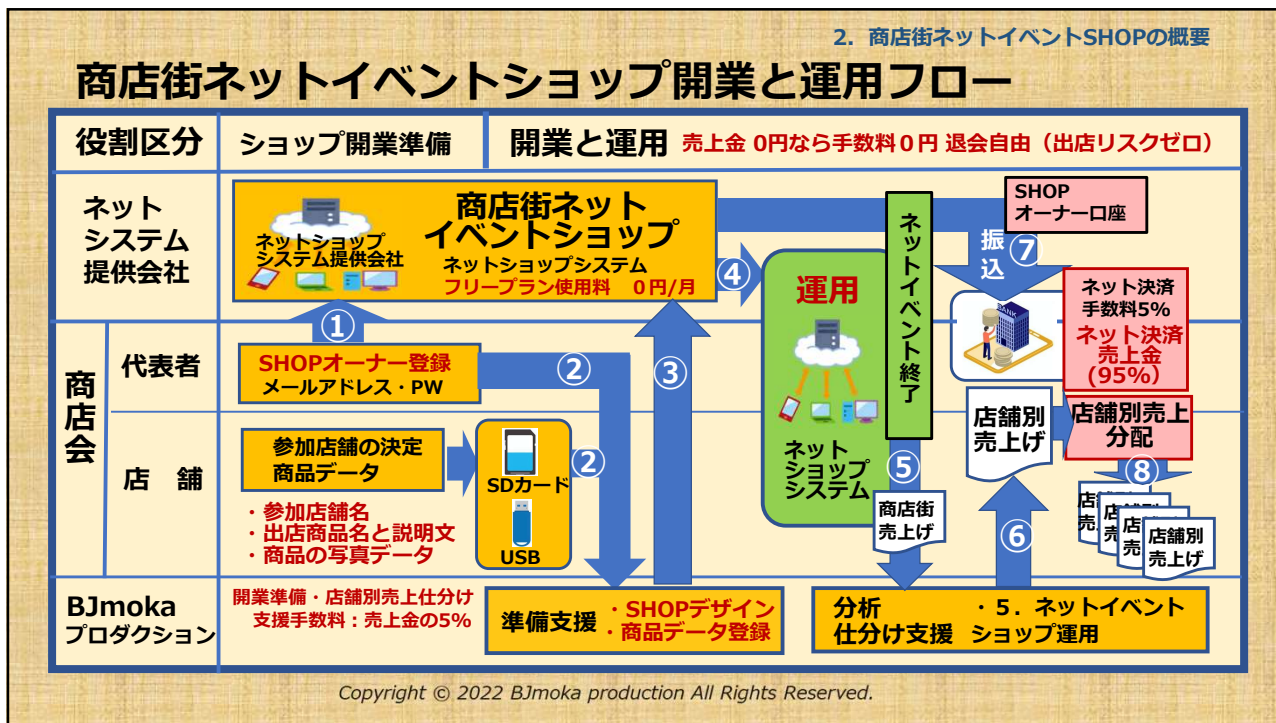 2．商店街ネットイベントSHOPの概要
商店街ネットイベントショップ開業と運用フロー
役割区分
ショップ開業準備
開業と運用 売上金 0円なら手数料０円 退会自由（出店リスクゼロ）
ネット
システム
提供会社
ネットショップ
システム提供会社
商店街ネット
イベントショップ
ネットショップシステム
フリープラン使用料　０円/月
④
運用
ネット
ショップ
システム
ネットイベント終了
SHOP
オーナー口座
振込
⑦
BANK
ネット決済
手数料5%
ネット決済
売上金
(95%）
商店会
代表者
①
SHOPオーナー登録
メールアドレス・PW
②
③
店　舗
参加店舗の決定
商品データ
・参加店舗名
・出店商品名と説明文
・商品の写真データ
SDカード
USB
②
⑤
商店街
売上げ
店舗別
売上げ
店舗別売上
分配
⑥
⑧
店舗別
売上げ
店舗別
売
店舗別
売
店舗別
売上げ
BJmoka
プロダクション
開業準備・店舗別売上仕分け
支援手数料：売上金の5%
準備支援
・SHOPデザイン
・商品データ登録
分析
仕分け支援
・５．ネットイベント
ショップ運用
Copyright © 2022 BJmoka production All Rights Reserved.